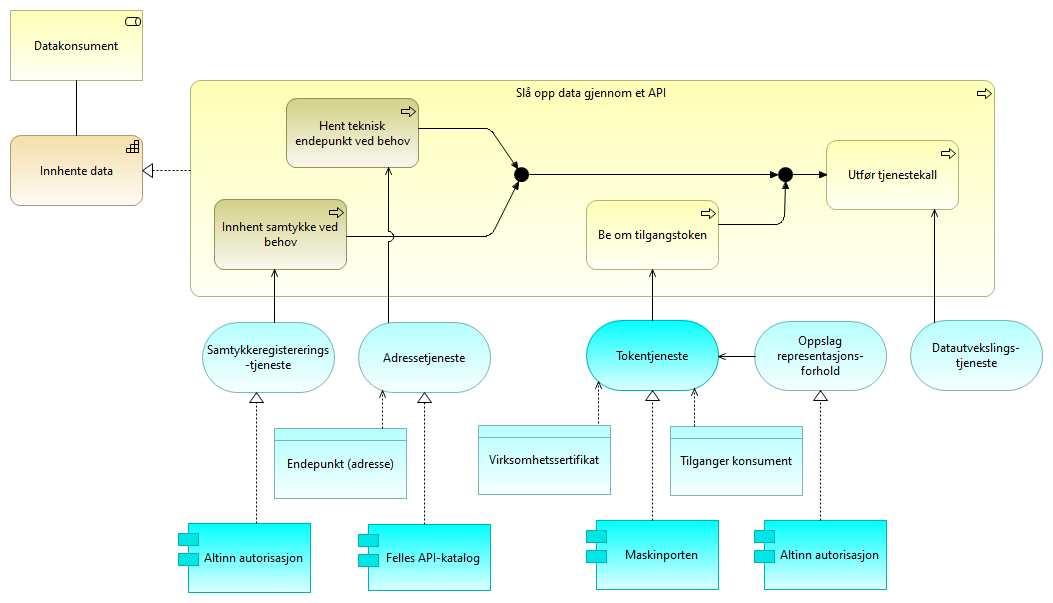 Datakonsument
Slå opp data gjennom et API
Hent teknisk
endepunkt ved behov
Innhente data
Utfør tjenestekall
Innhent samtykke ved
behov
Be om tilgangstoken
Samtykkeregistererings
-tjeneste
Adressetjeneste
Tokentjeneste
Oppslag
representasjons-
forhold
Datautvekslings-
tjeneste
Endepunkt (adresse)
Virksomhetssertifikat
Tilganger konsument
Altinn autorisasjon
Felles API-katalog
Maskinporten
Altinn autorisasjon